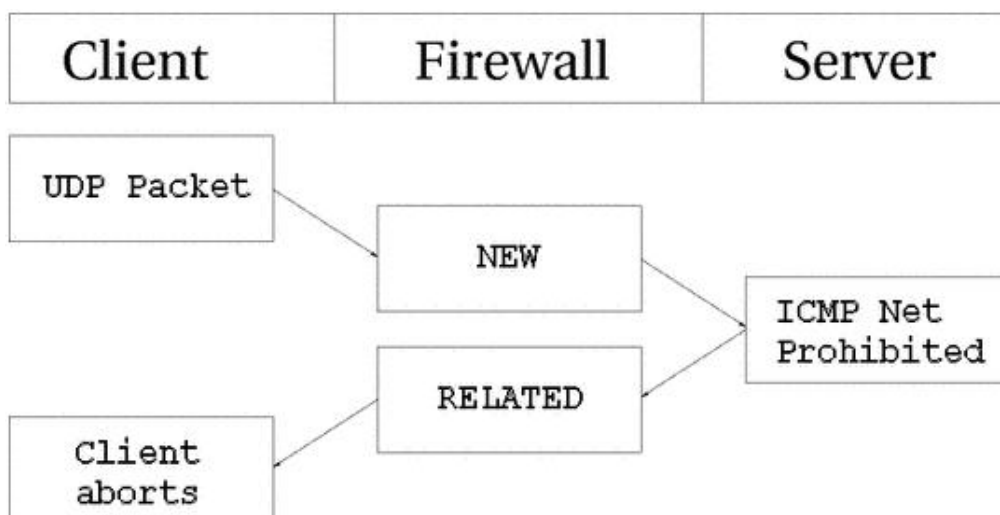 Client Firewall Server
UDP Packet
NEW
ICMP Net
Prohibited
RELATED
Client
aborts